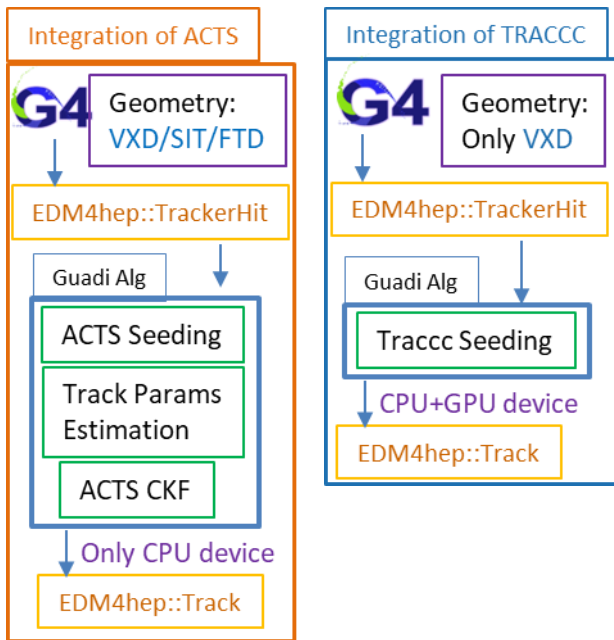 Integration of ACTS
G4
Geometry:
VXD/SIT/FTD
EDM4hep::TrackerHit
Guadi Alg
ACTS Seeding
Track Params
Estimation
ACTS CKF
Only CPU device
EDM4hep::Track
Integration of TRACCC
G4
Geometry:
Only VXD
EDM4hep::TrackerHit
Guadi Alg
Traccc Seeding
CPU+GPU device
EDM4hep::Track